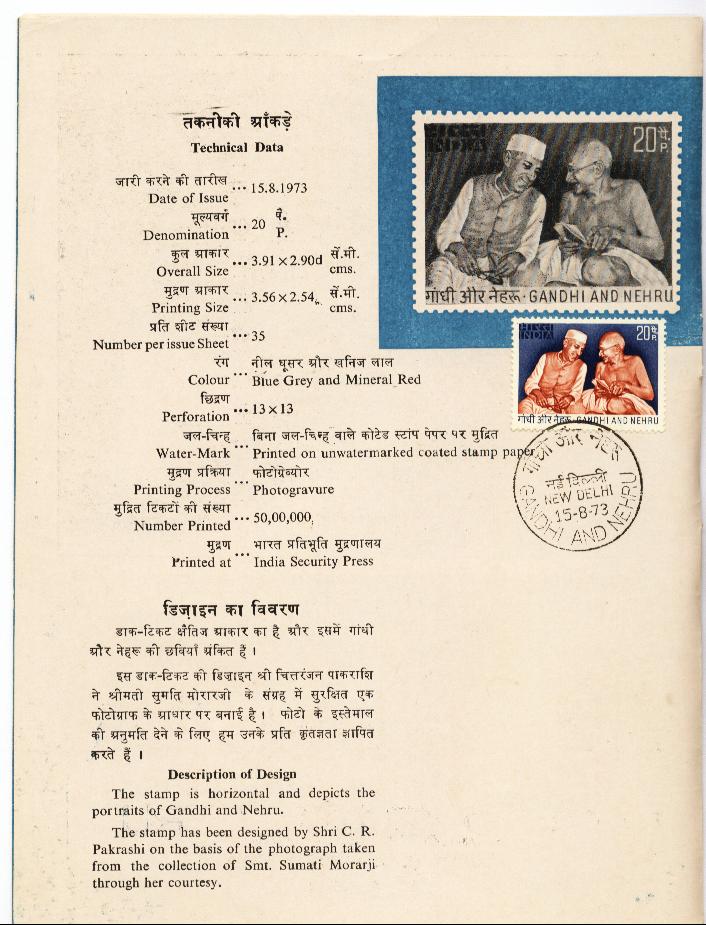 तकनीकी आँकड़े
Technical Data
जारी करने की तारीख
Date of Issue ... 15.8.1973
मूल्यवर्ग पै.
Denomination ... 20 P.
कुल आकार सें.मी.
Overall Size ... 3.91 × 2.90d cms.
मुद्रण आकार सें.मी.
Printing Size ... 3.56 × 2.54, cms.
प्रति शीट संख्या
Number per issue Sheet ... 35
रंग नील धूसर और खनिज लाल
Colour ... Blue Grey and Mineral Red
छिद्रण
Perforation ... 13 × 13
जल-चिन्ह बिना जल-चिन्ह वाले कोटेड स्टांप पेपर पर मुद्रित
Water-Mark ... Printed on unwatermarked coated stamp paper
मुद्रण प्रक्रिया फोटोग्रेव्योर
Printing Process ... Photogravure
मुद्रित टिकटों की संख्या
Number Printed ... 50,00,000
मुद्रण भारत प्रतिभूति मुद्रणालय
Printed at ... India Security Press
डिज़ाइन का विवरण
डाक-टिकट क्षैतिज आकार का है और इसमें गांधी
और नेहरू की छवियाँ अंकित हैं ।
इस डाक-टिकट की डिज़ाइन श्री चित्तरंजन पाकराशि
ने श्रीमती सुमति मोरारजी के संग्रह में सुरक्षित एक
फोटोग्राफ के आधार पर बनाई है । फोटो के इस्तेमाल
की अनुमति देने के लिए हम उनके प्रति कृतज्ञता ज्ञापित
करते हैं ।
Description of Design
The stamp is horizontal and depicts the
portraits of Gandhi and Nehru.
The stamp has been designed by Shri C. R.
Pakrashi on the basis of the photograph taken
from the collection of Smt. Sumati Morarji
through her courtesy.
20 पै.
P.
गांधी और नेहरू · GANDHI AND NEHRU
भारत
INDIA
20 पै.
P.
गांधी और नेहरू · GANDHI AND NEHRU
गांधी और नेहरू
नई दिल्ली
NEW DELHI
15-8-73
GANDHI AND NEHRU